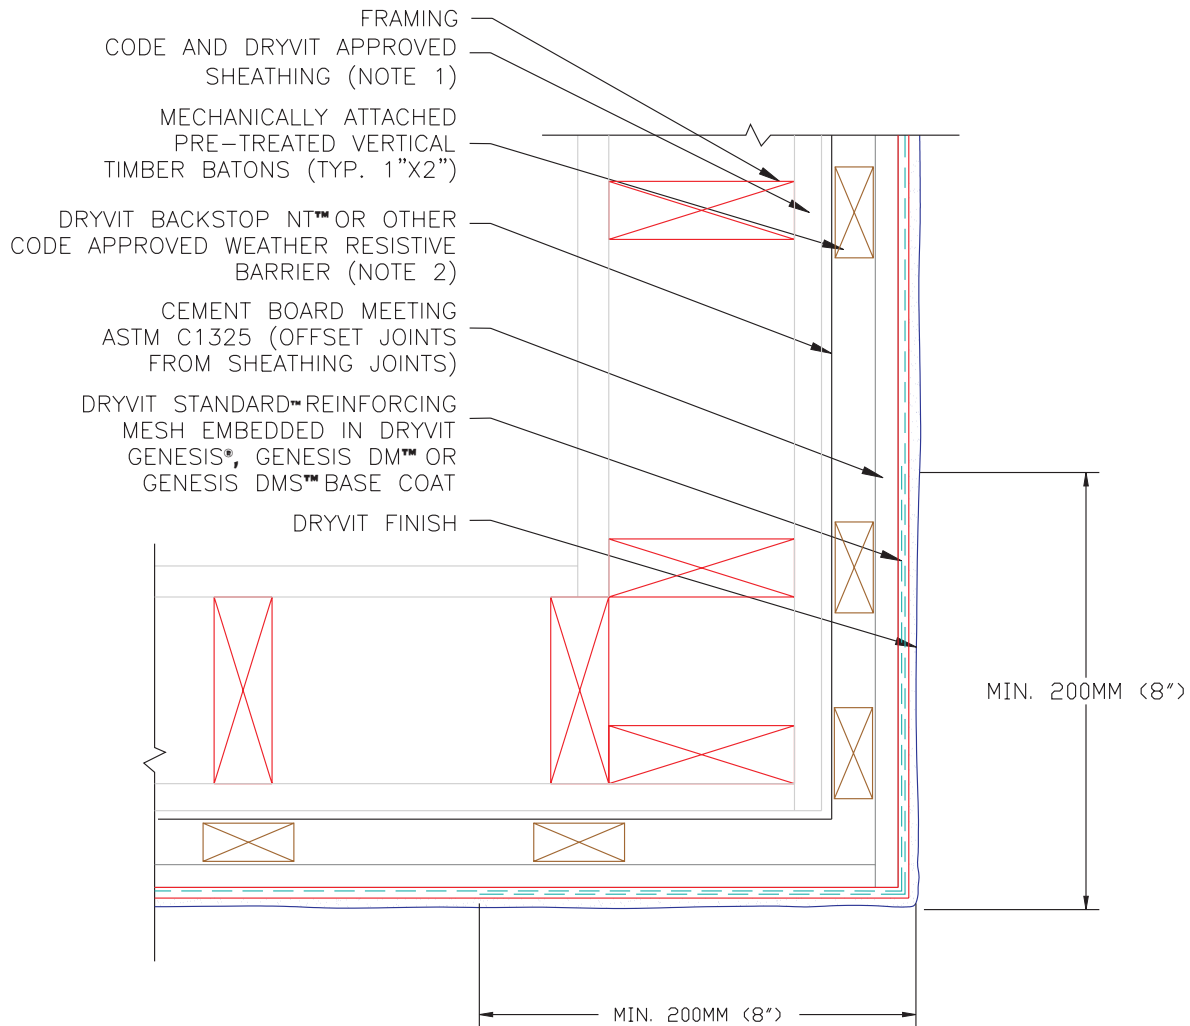 FRAMING
CODE AND DRYVIT APPROVED
SHEATHING (NOTE 1)
MECHANICALLY ATTACHED
PRE-TREATED VERTICAL
TIMBER BATONS (TYP. 1”X2”)
DRYVIT BACKSTOP NT™ OR OTHER
CODE APPROVED WEATHER RESISTIVE
BARRIER (NOTE 2)
CEMENT BOARD MEETING
ASTM C1325 (OFFSET JOINTS
FROM SHEATHING JOINTS)
DRYVIT STANDARD™ REINFORCING
MESH EMBEDDED IN DRYVIT
GENESIS®, GENESIS DM™ OR
GENESIS DMS™ BASE COAT
DRYVIT FINISH
MIN. 200MM (8")
MIN. 200MM (8")